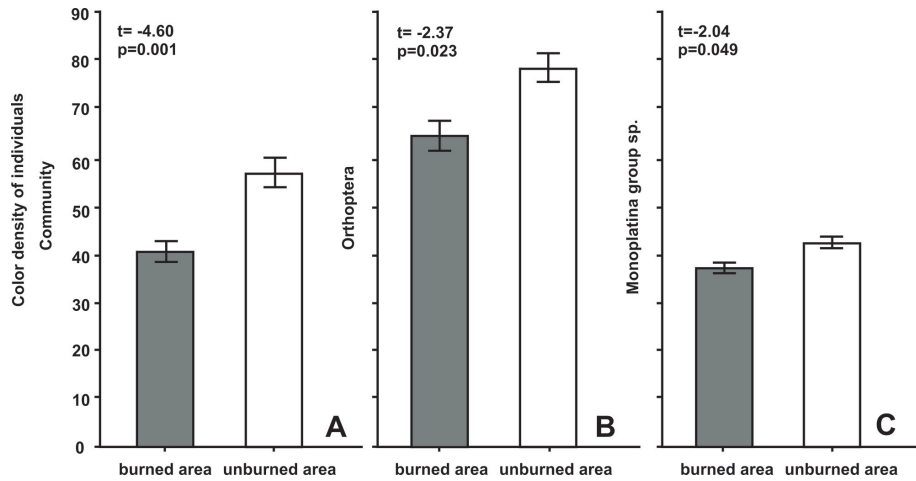 90
80
70
60
50
40
30
20
10
0
Color density of individuals
Community
t= -4.60
p=0.001
A
burned area unburned area
Orthoptera
t= -2.37
p=0.023
B
burned area unburned area
Monoplatina group sp.
t=-2.04
p=0.049
C
burned area unburned area